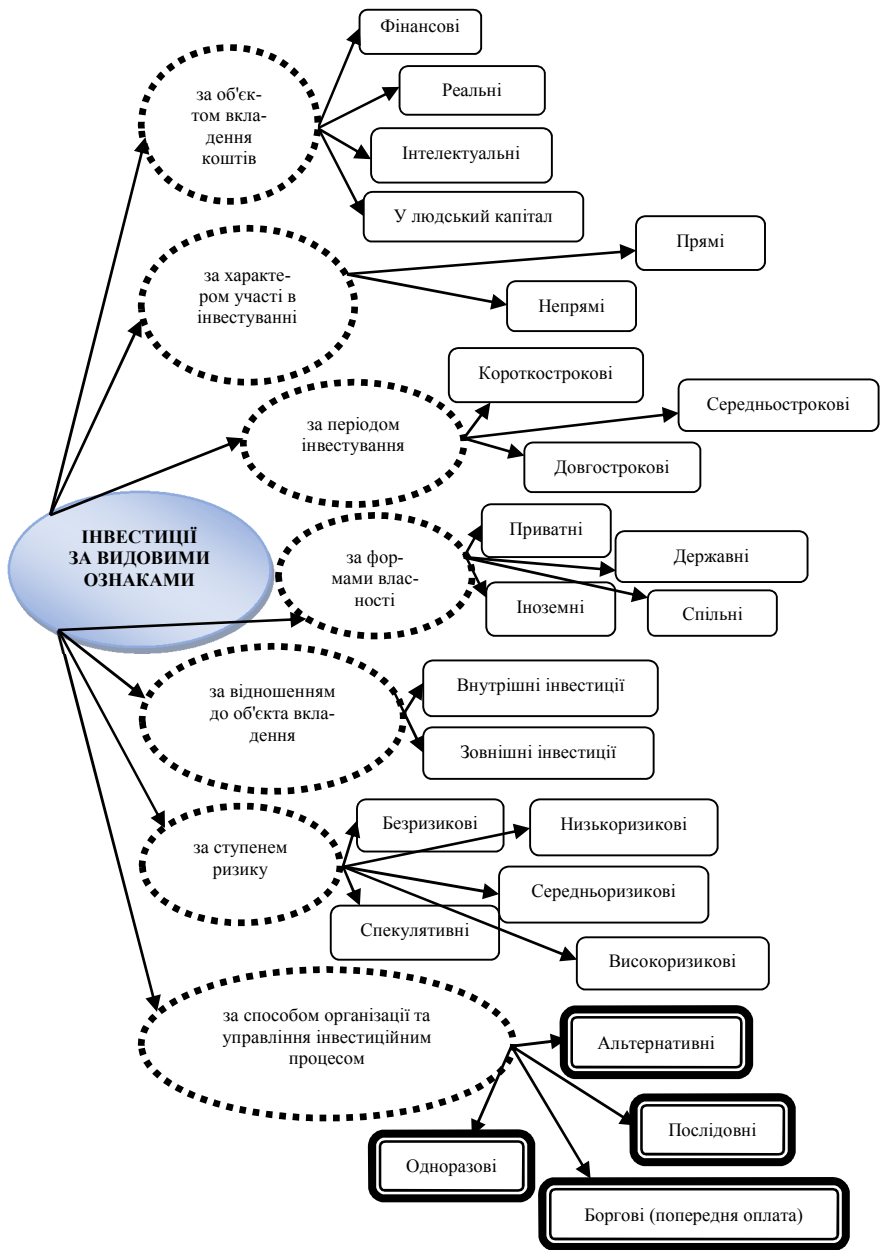 Фінансові
за об'єк-
том вкла-
дення
коштів
Реальні
Інтелектуальні
У людський капітал
за характе-
ром участі в
інвестуванні
Прямі
Непрямі
за періодом
інвестування
Короткострокові
Середньострокові
Довгострокові
ІНВЕСТИЦІЇ
ЗА ВИДОВИМИ
ОЗНАКАМИ
за фор-
мами влас-
ності
Приватні
Державні
Іноземні
Спільні
за відношенням
до об'єкта вкла-
дення
Внутрішні інвестиції
Зовнішні інвестиції
за ступенем
ризику
Безризикові
Низькоризикові
Середньоризикові
Спекулятивні
Високоризикові
за способом організації та
управління інвестиційним
процесом
Альтернативні
Послідовні
Одноразові
Боргові (попередня оплата)